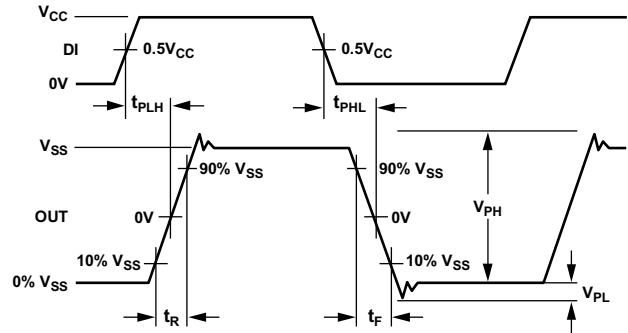 VCC
DI
0.5VCC
0.5VCC
0V
tPLH
tPHL
VSS
90% VSS
90% VSS
VPH
OUT
0V
0V
10% VSS
10% VSS
0% VSS
VPL
tR
tF